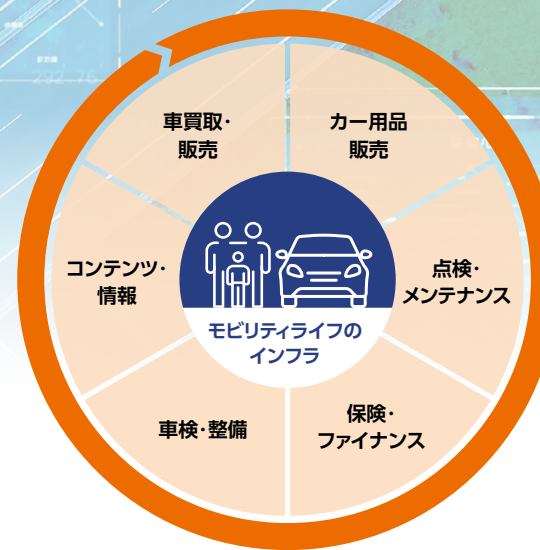 292 76
車買取・
販売
カー用品
販売
コンテンツ・
情報
点検・
メンテナンス
モビリティライフの
インフラ
車検・整備
保険・
ファイナンス